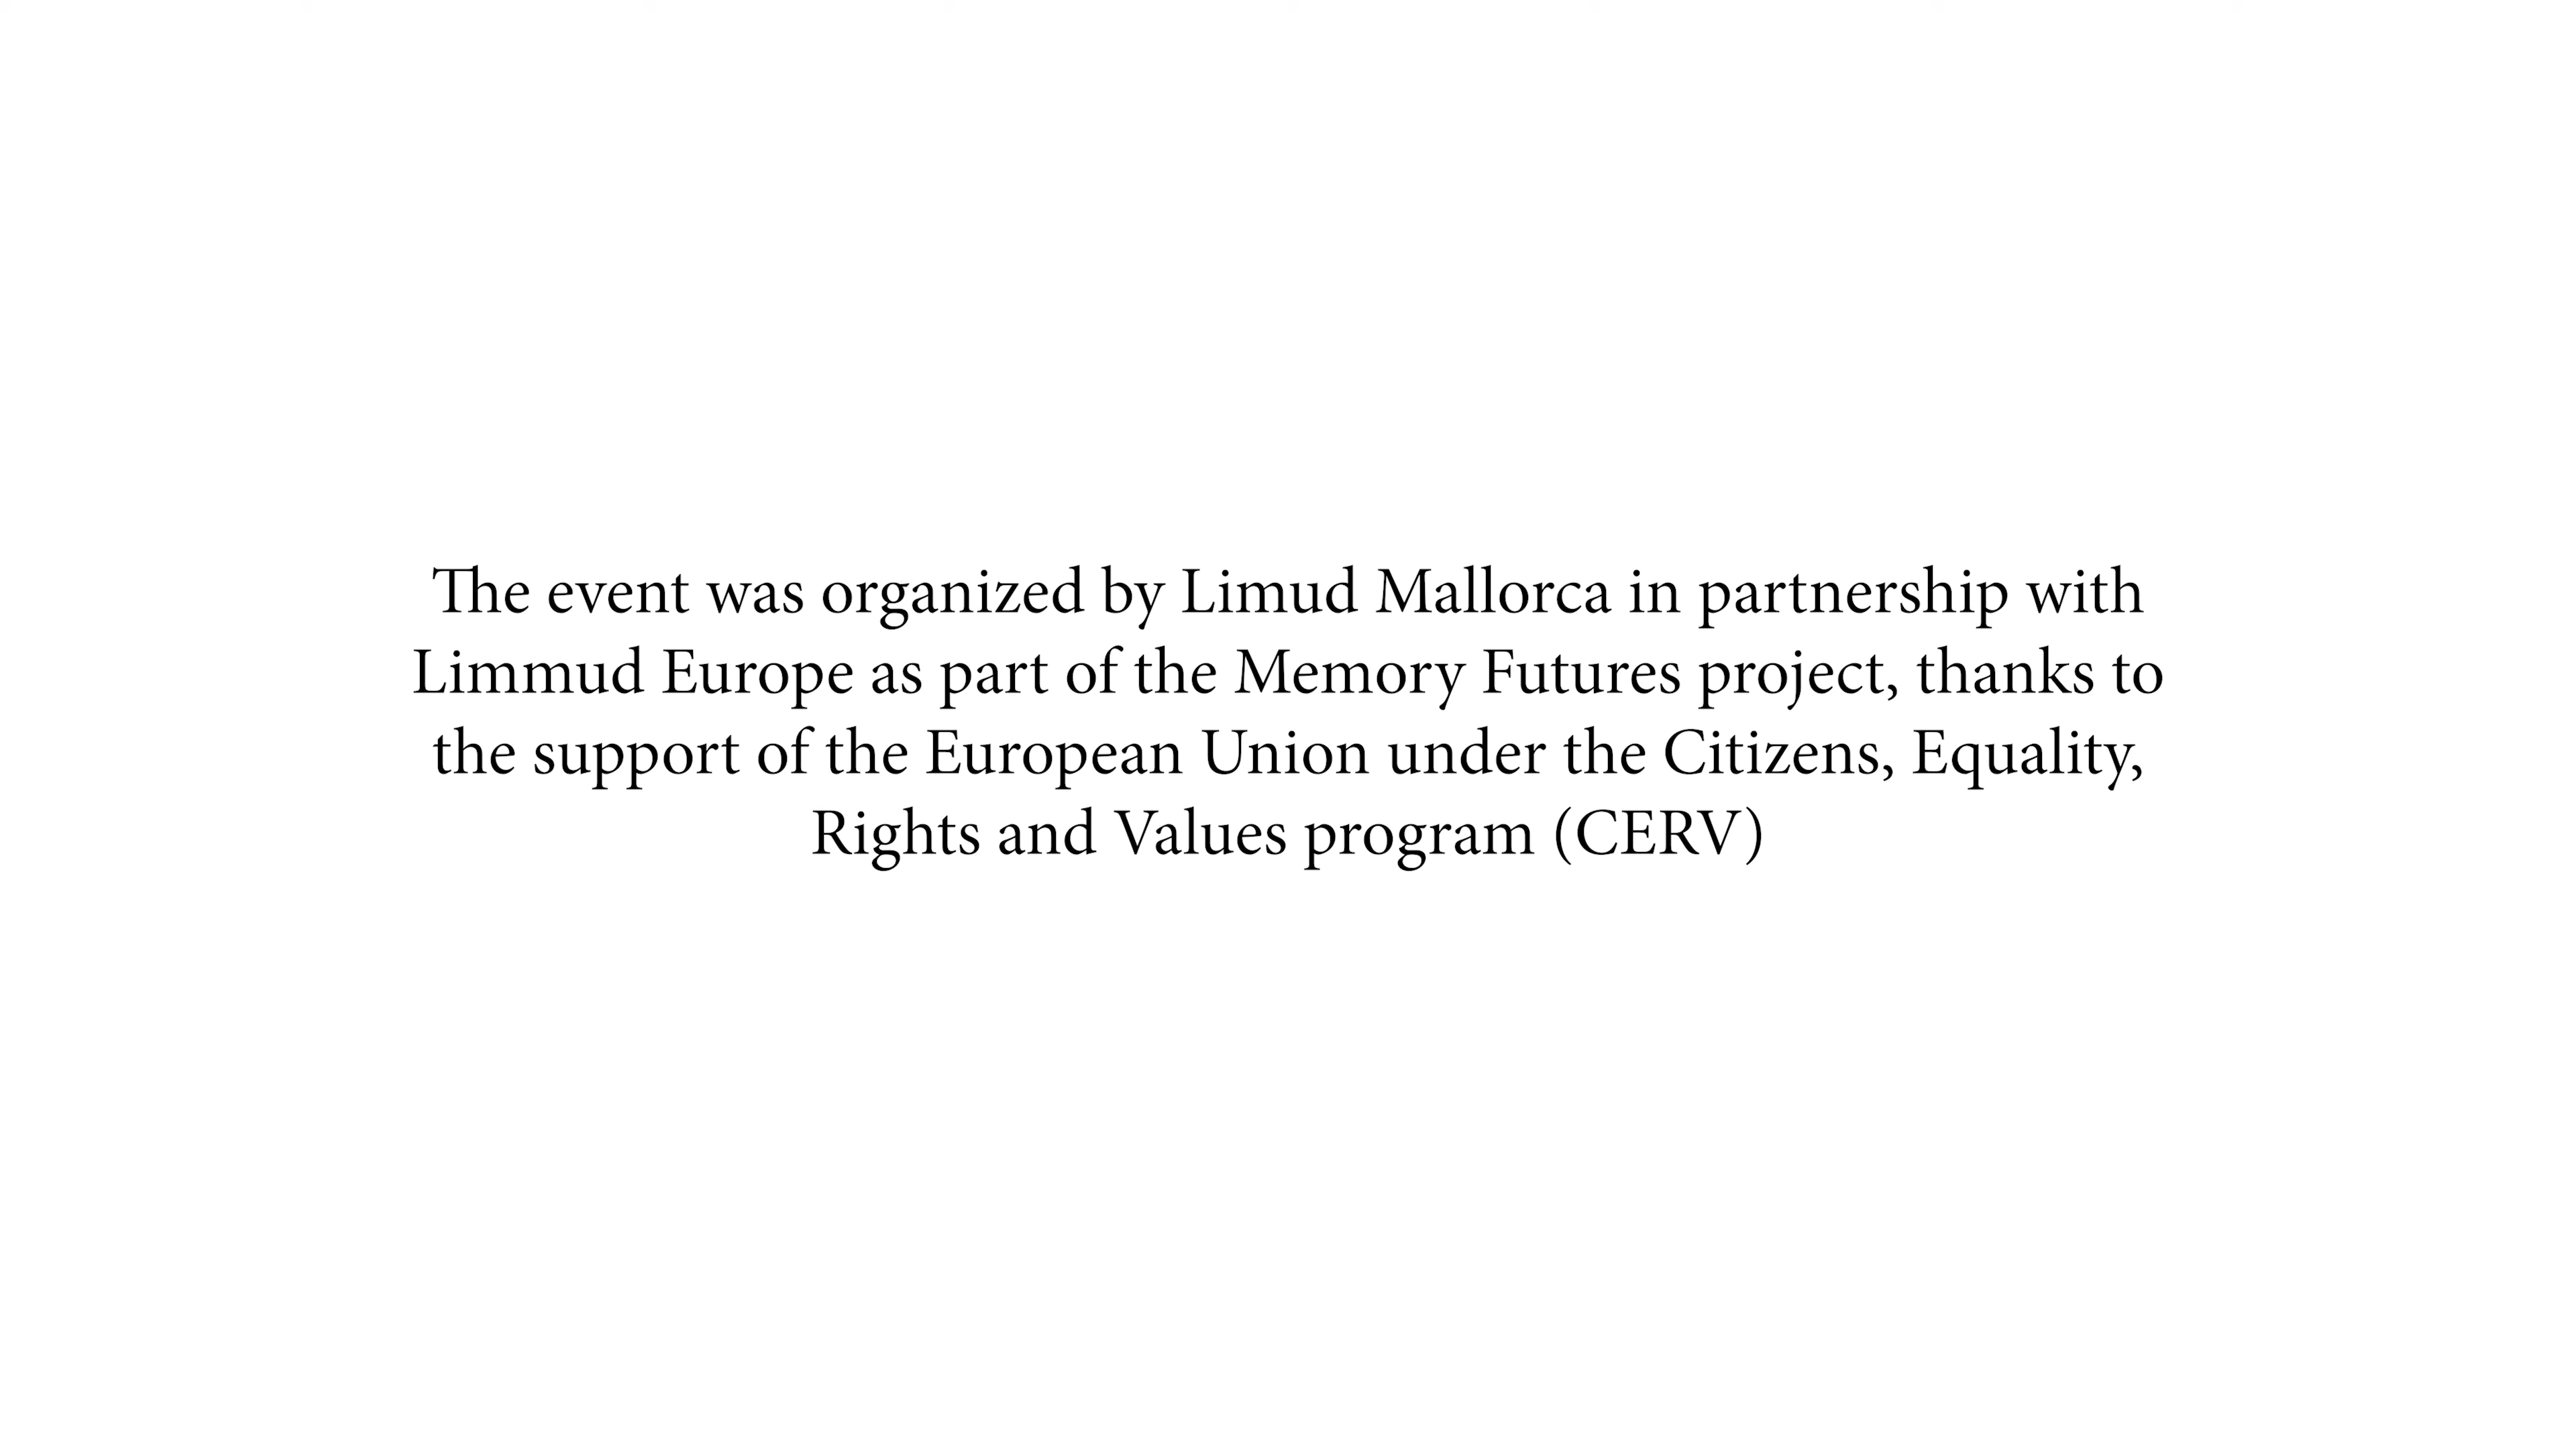 The event was organized by Limud Mallorca in partnership with
Limmud Europe as part of the Memory Futures project, thanks to
the support of the European Union under the Citizens, Equality,
Rights and Values program (CERV)